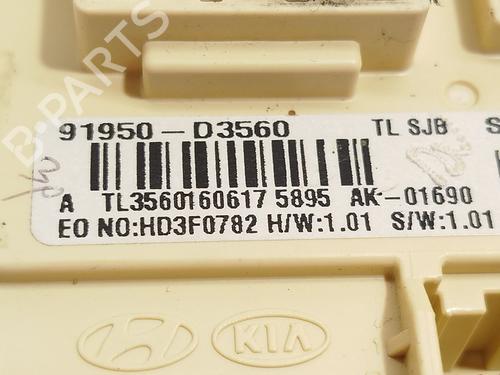 91950-D3560 TL SJB S
A TL3560160617 5895 AK-01690
EO NO:HD3F0782 H/W:1.01 S/W:1.01
KIA
B-PARTS